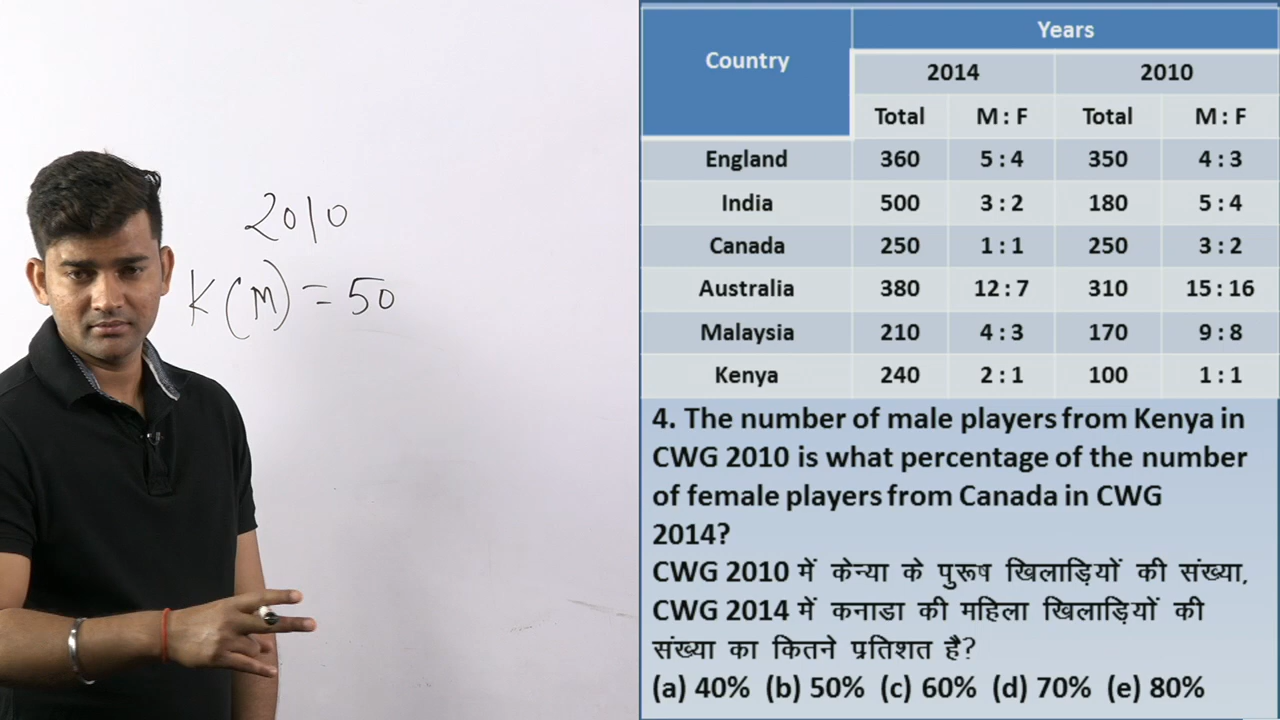 2010
K(M) = 50
Country Years
2014 2010
Total M : F Total M : F
England 360 5 : 4 350 4 : 3
India 500 3 : 2 180 5 : 4
Canada 250 1 : 1 250 3 : 2
Australia 380 12 : 7 310 15 : 16
Malaysia 210 4 : 3 170 9 : 8
Kenya 240 2 : 1 100 1 : 1
4. The number of male players from Kenya in
CWG 2010 is what percentage of the number
of female players from Canada in CWG
2014?
CWG 2010 में केन्या के पुरूष खिलाड़ियों की संख्या,
CWG 2014 में कनाडा की महिला खिलाड़ियों की
संख्या का कितने प्रतिशत है?
(a) 40% (b) 50% (c) 60% (d) 70% (e) 80%